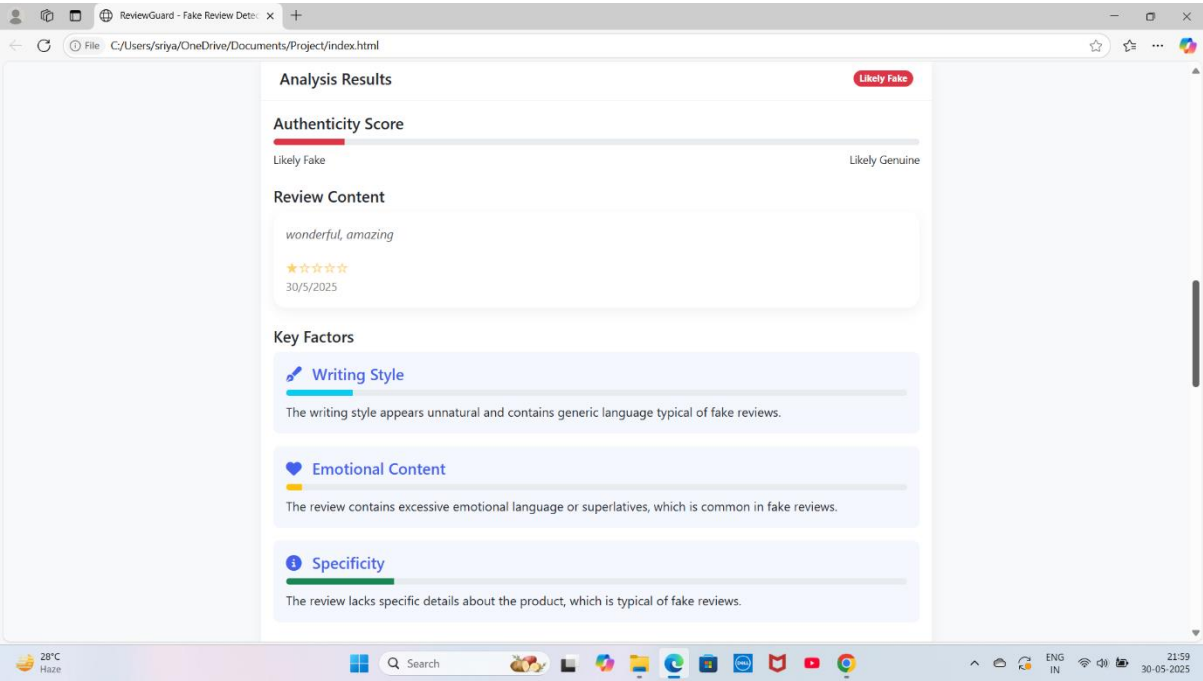 ReviewGuard - Fake Review Detec
File C:/Users/sriya/OneDrive/Documents/Project/index.html
Analysis Results
Likely Fake
Authenticity Score
Likely Fake Likely Genuine
Review Content
wonderful, amazing
30/5/2025
Key Factors
Writing Style
The writing style appears unnatural and contains generic language typical of fake reviews.
Emotional Content
The review contains excessive emotional language or superlatives, which is common in fake reviews.
Specificity
The review lacks specific details about the product, which is typical of fake reviews.
28°C
Haze
Search
DELL
ENG
IN
21:59
30-05-2025